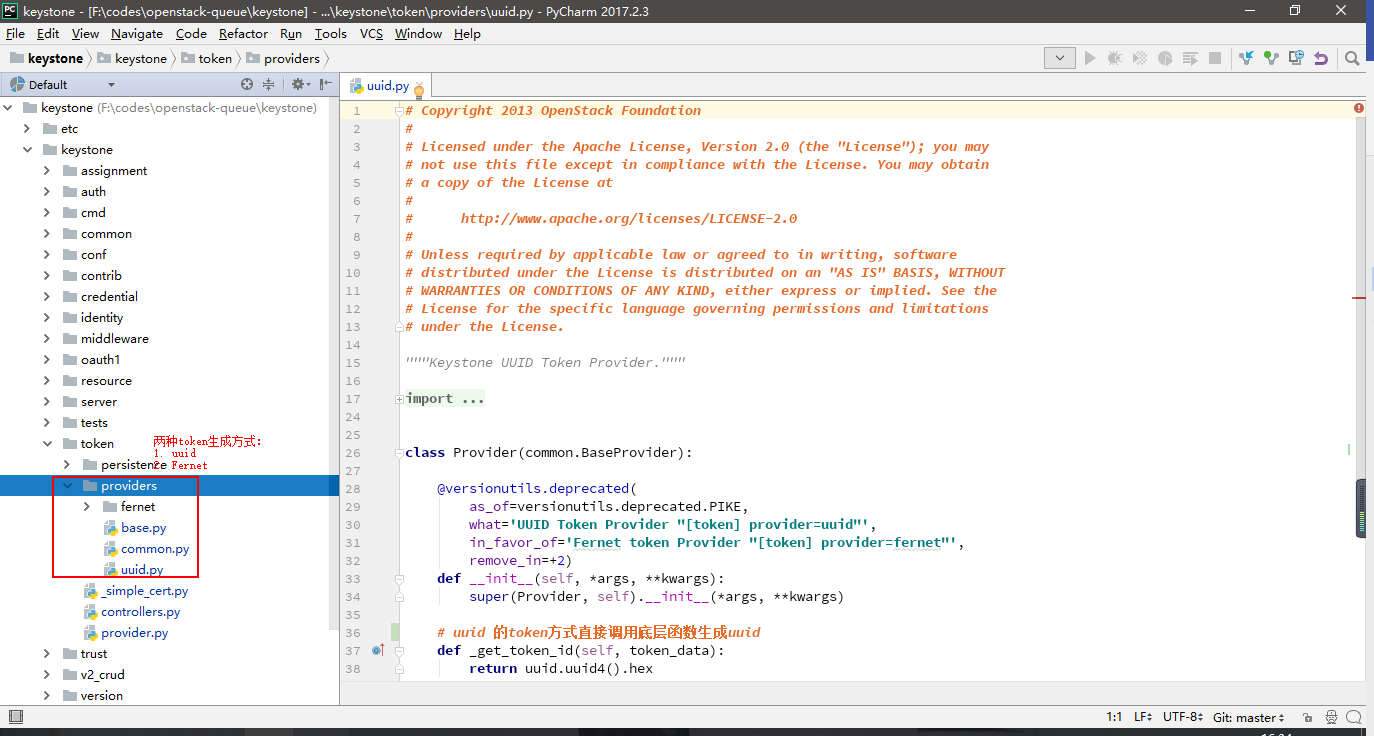 keystone - [F:\codes\openstack-queue\keystone] - ...\keystone\token\providers\uuid.py - PyCharm 2017.2.3
File Edit View Navigate Code Refactor Run Tools VCS Window Help
keystone keystone token providers
Default
uuid.py
keystone (F:\codes\openstack-queue\keystone)
etc
keystone
assignment
auth
cmd
common
conf
contrib
credential
identity
middleware
oauth1
resource
server
tests
token
两种token生成方式:
1. uuid
2. Fernet
persistence
providers
fernet
base.py
common.py
uuid.py
_simple_cert.py
controllers.py
provider.py
trust
v2_crud
version
1 # Copyright 2013 OpenStack Foundation
2 #
3 # Licensed under the Apache License, Version 2.0 (the "License"); you may
4 # not use this file except in compliance with the License. You may obtain
5 # a copy of the License at
6 #
7 #      http://www.apache.org/licenses/LICENSE-2.0
8 #
9 # Unless required by applicable law or agreed to in writing, software
10 # distributed under the License is distributed on an "AS IS" BASIS, WITHOUT
11 # WARRANTIES OR CONDITIONS OF ANY KIND, either express or implied. See the
12 # License for the specific language governing permissions and limitations
13 # under the License.
14
15 """Keystone UUID Token Provider."""
16
17 import ...
24
25
26 class Provider(common.BaseProvider):
27
28     @versionutils.deprecated(
29         as_of=versionutils.deprecated.PIKE,
30         what='UUID Token Provider "[token] provider=uuid"',
31         in_favor_of='Fernet token Provider "[token] provider=fernet"',
32         remove_in=+2)
33     def __init__(self, *args, **kwargs):
34         super(Provider, self).__init__(*args, **kwargs)
35
36     # uuid 的token方式直接调用底层函数生成uuid
37     def _get_token_id(self, token_data):
38         return uuid.uuid4().hex
1:1 LF UTF-8 Git: master